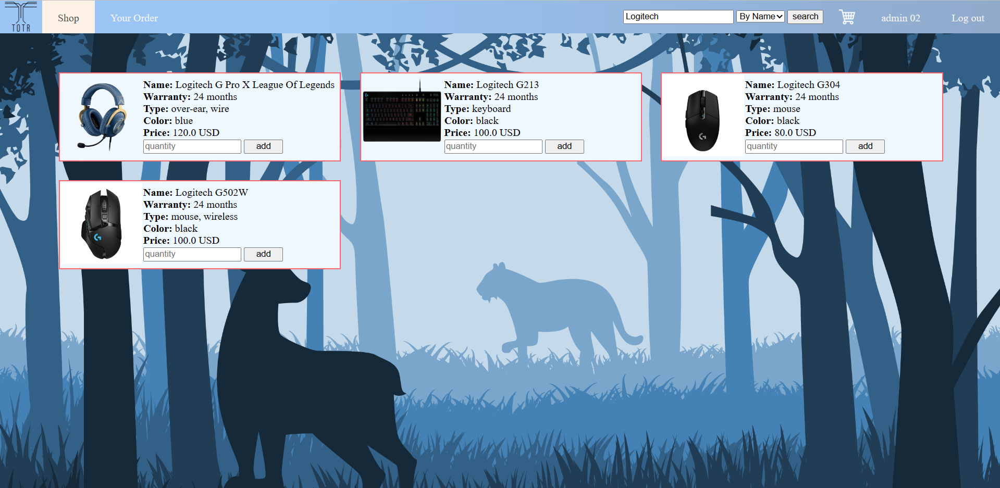 TOTR
Shop
Your Order
Logitech
By Name
search
admin 02
Log out
Name: Logitech G Pro X League Of Legends
Warranty: 24 months
Type: over-ear, wire
Color: blue
Price: 120.0 USD
quantity
add
Name: Logitech G213
Warranty: 24 months
Type: keyboard
Color: black
Price: 100.0 USD
quantity
add
Name: Logitech G304
Warranty: 24 months
Type: mouse
Color: black
Price: 80.0 USD
quantity
add
Name: Logitech G502W
Warranty: 24 months
Type: mouse, wireless
Color: black
Price: 100.0 USD
quantity
add